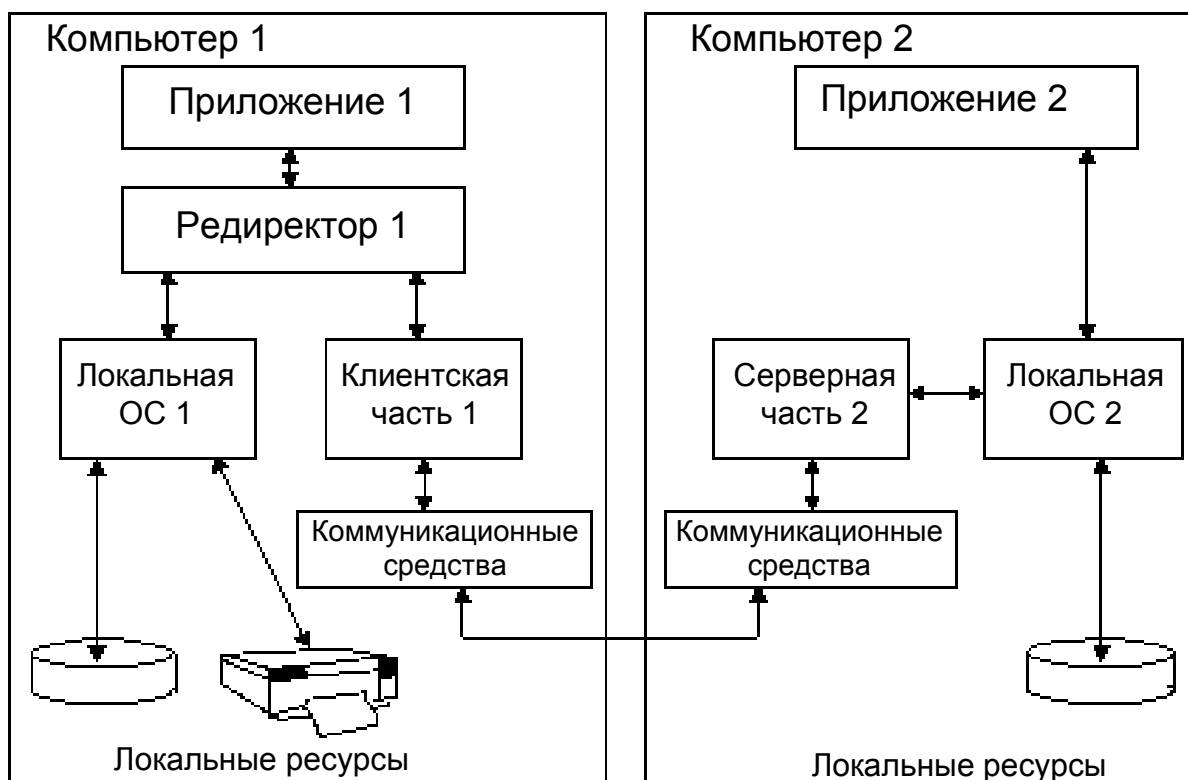 Компьютер 1
Приложение 1
Редиректор 1
Локальная
ОС 1
Клиентская
часть 1
Коммуникационные
средства
Локальные ресурсы
Компьютер 2
Приложение 2
Серверная
часть 2
Локальная
ОС 2
Коммуникационные
средства
Локальные ресурсы